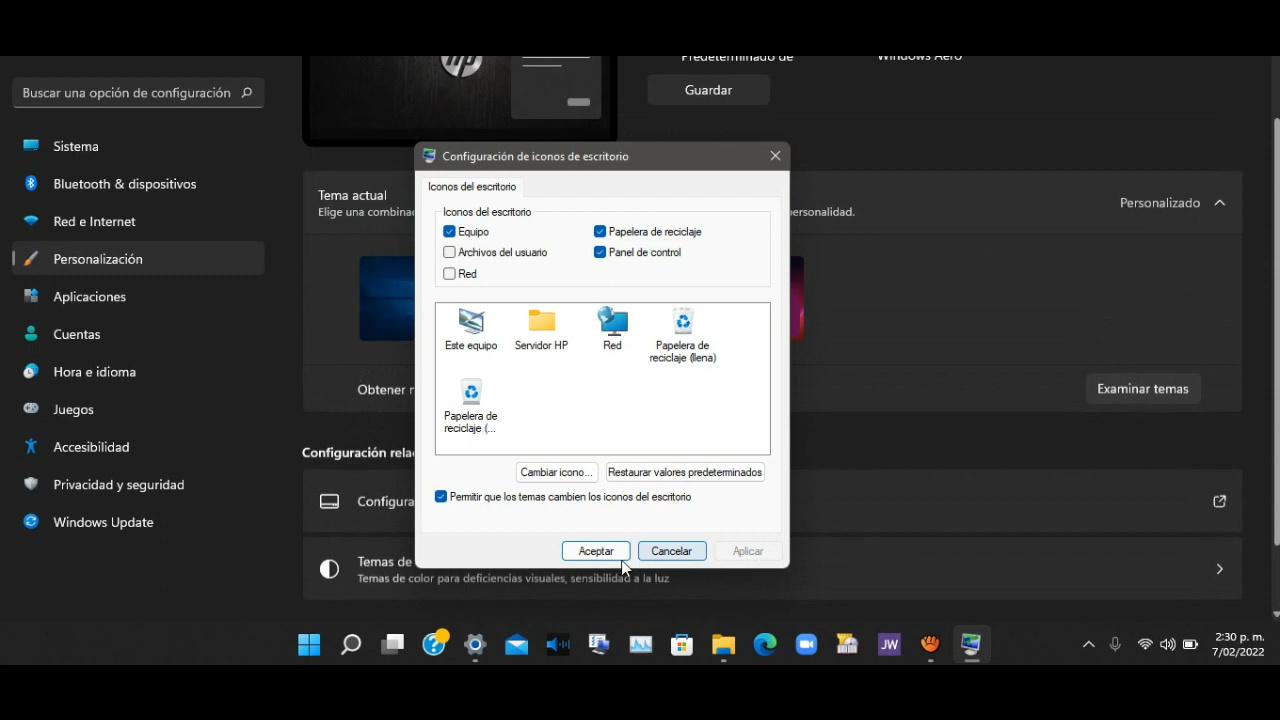 hp
Predeterminado de
Windows Aero
Guardar
Buscar una opción de configuración
Sistema
Bluetooth & dispositivos
Red e Internet
Personalización
Aplicaciones
Cuentas
Hora e idioma
Juegos
Accesibilidad
Privacidad y seguridad
Windows Update
Tema actual
Elige una combinac
ersonalidad.
Personalizado
Obtener
Examinar temas
Configuración rela
Configura
Temas de
Temas de color para deficiencias visuales, sensibilidad a la luz
Configuración de iconos de escritorio
Iconos del escritorio
Iconos del escritorio
Equipo
Papelera de reciclaje
Archivos del usuario
Panel de control
Red
Este equipo
Servidor HP
Red
Papelera de
reciclaje (llena)
Papelera de
reciclaje (...
Cambiar icono...
Restaurar valores predeterminados
Permitir que los temas cambien los iconos del escritorio
Aceptar
Cancelar
Aplicar
JW
2:30 p. m.
7/02/2022